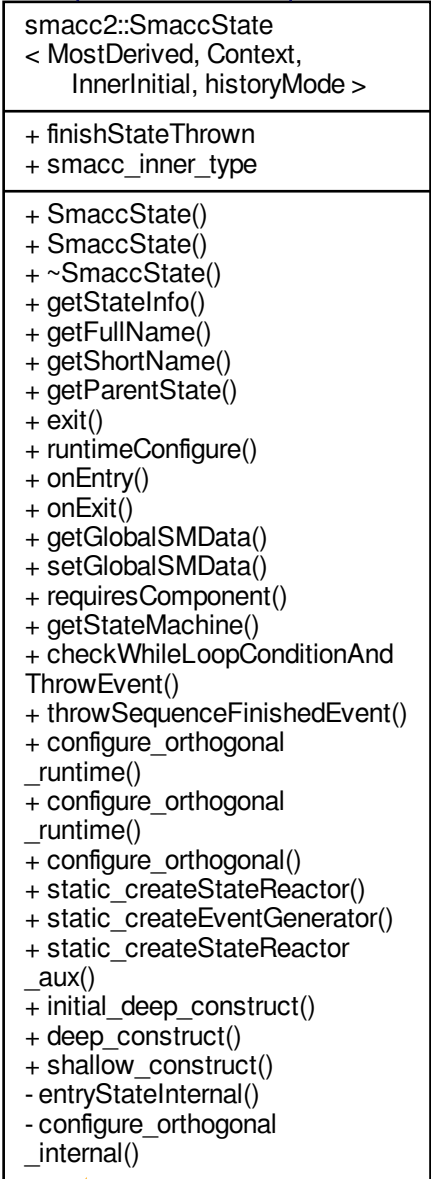 smacc2::SmaccState
< MostDerived, Context,
InnerInitial, historyMode >
+ finishStateThrown
+ smacc_inner_type
+ SmaccState()
+ SmaccState()
+ ~SmaccState()
+ getStateInfo()
+ getFullName()
+ getShortName()
+ getParentState()
+ exit()
+ runtimeConfigure()
+ onEntry()
+ onExit()
+ getGlobalSMData()
+ setGlobalSMData()
+ requiresComponent()
+ getStateMachine()
+ checkWhileLoopConditionAnd
ThrowEvent()
+ throwSequenceFinishedEvent()
+ configure_orthogonal
_runtime()
+ configure_orthogonal
_runtime()
+ configure_orthogonal()
+ static_createStateReactor()
+ static_createEventGenerator()
+ static_createStateReactor
_aux()
+ initial_deep_construct()
+ deep_construct()
+ shallow_construct()
- entryStateInternal()
- configure_orthogonal
_internal()